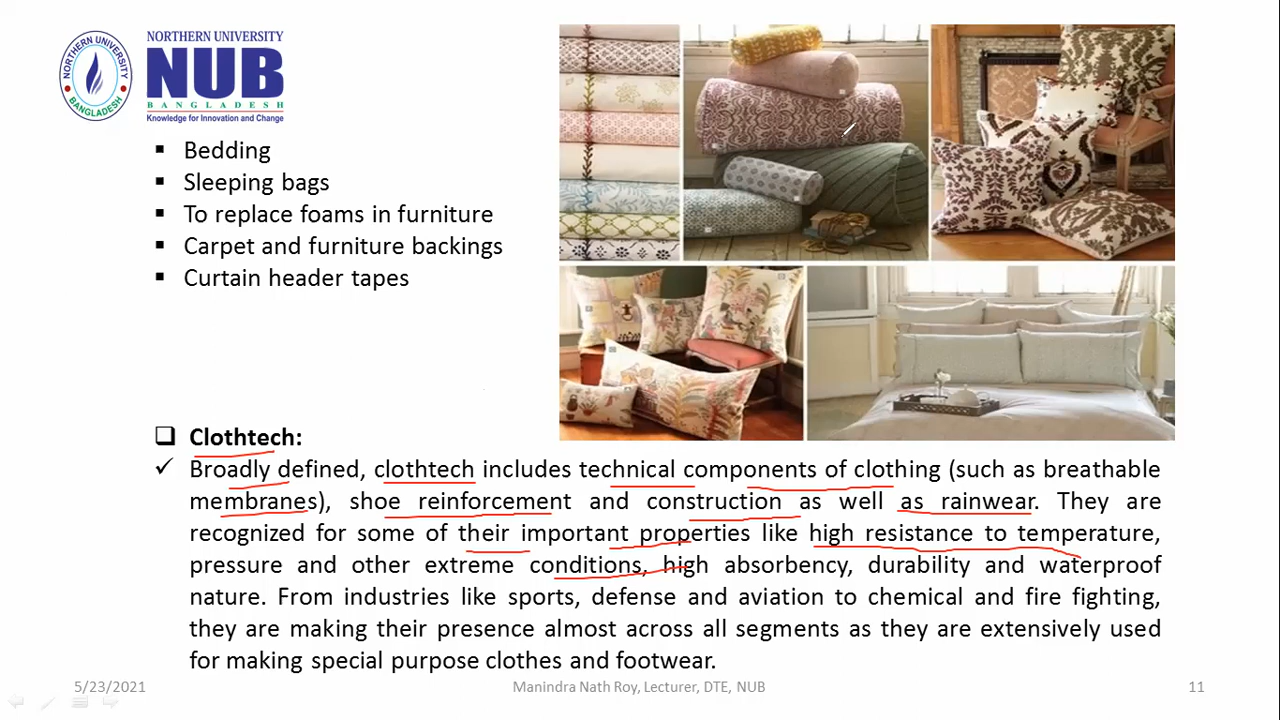 NORTHERN UNIVERSITY
NUB
BANGLADESH
Knowledge for Innovation and Change
NORTHERN UNIVERSITY
BANGLADESH
▪ Bedding
▪ Sleeping bags
▪ To replace foams in furniture
▪ Carpet and furniture backings
▪ Curtain header tapes
❑ Clothtech:
✓ Broadly defined, clothtech includes technical components of clothing (such as breathable
membranes), shoe reinforcement and construction as well as rainwear. They are
recognized for some of their important properties like high resistance to temperature,
pressure and other extreme conditions, high absorbency, durability and waterproof
nature. From industries like sports, defense and aviation to chemical and fire fighting,
they are making their presence almost across all segments as they are extensively used
for making special purpose clothes and footwear.
5/23/2021
Manindra Nath Roy, Lecturer, DTE, NUB
11